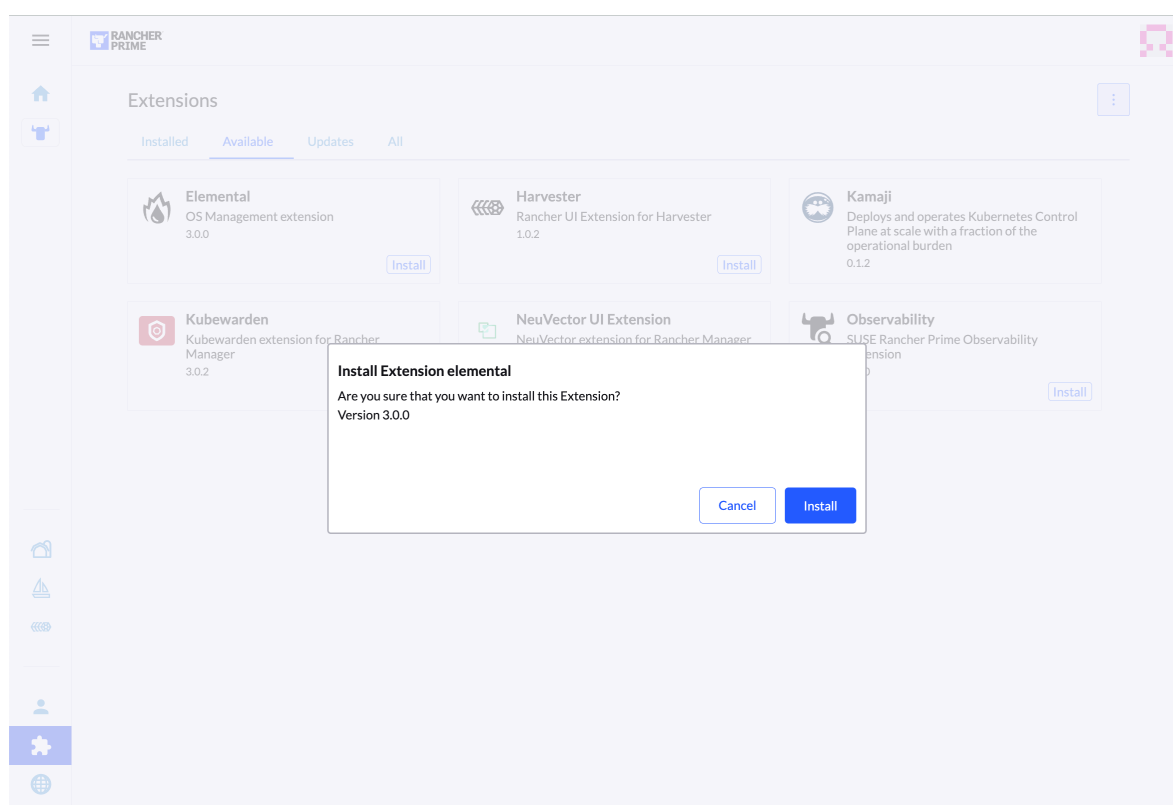 RANCHER
PRIME
Extensions
Installed Available Updates All
Elemental
OS Management extension
3.0.0
Install
Harvester
Rancher UI Extension for Harvester
1.0.2
Install
Kamaji
Deploys and operates Kubernetes Control
Plane at scale with a fraction of the
operational burden
0.1.2
Kubewarden
Kubewarden extension for Rancher
Manager
3.0.2
NeuVector UI Extension
NeuVector extension for Rancher Manager
Observability
SUSE Rancher Prime Observability
Install
Install Extension elemental
Are you sure that you want to install this Extension?
Version 3.0.0
Cancel
Install